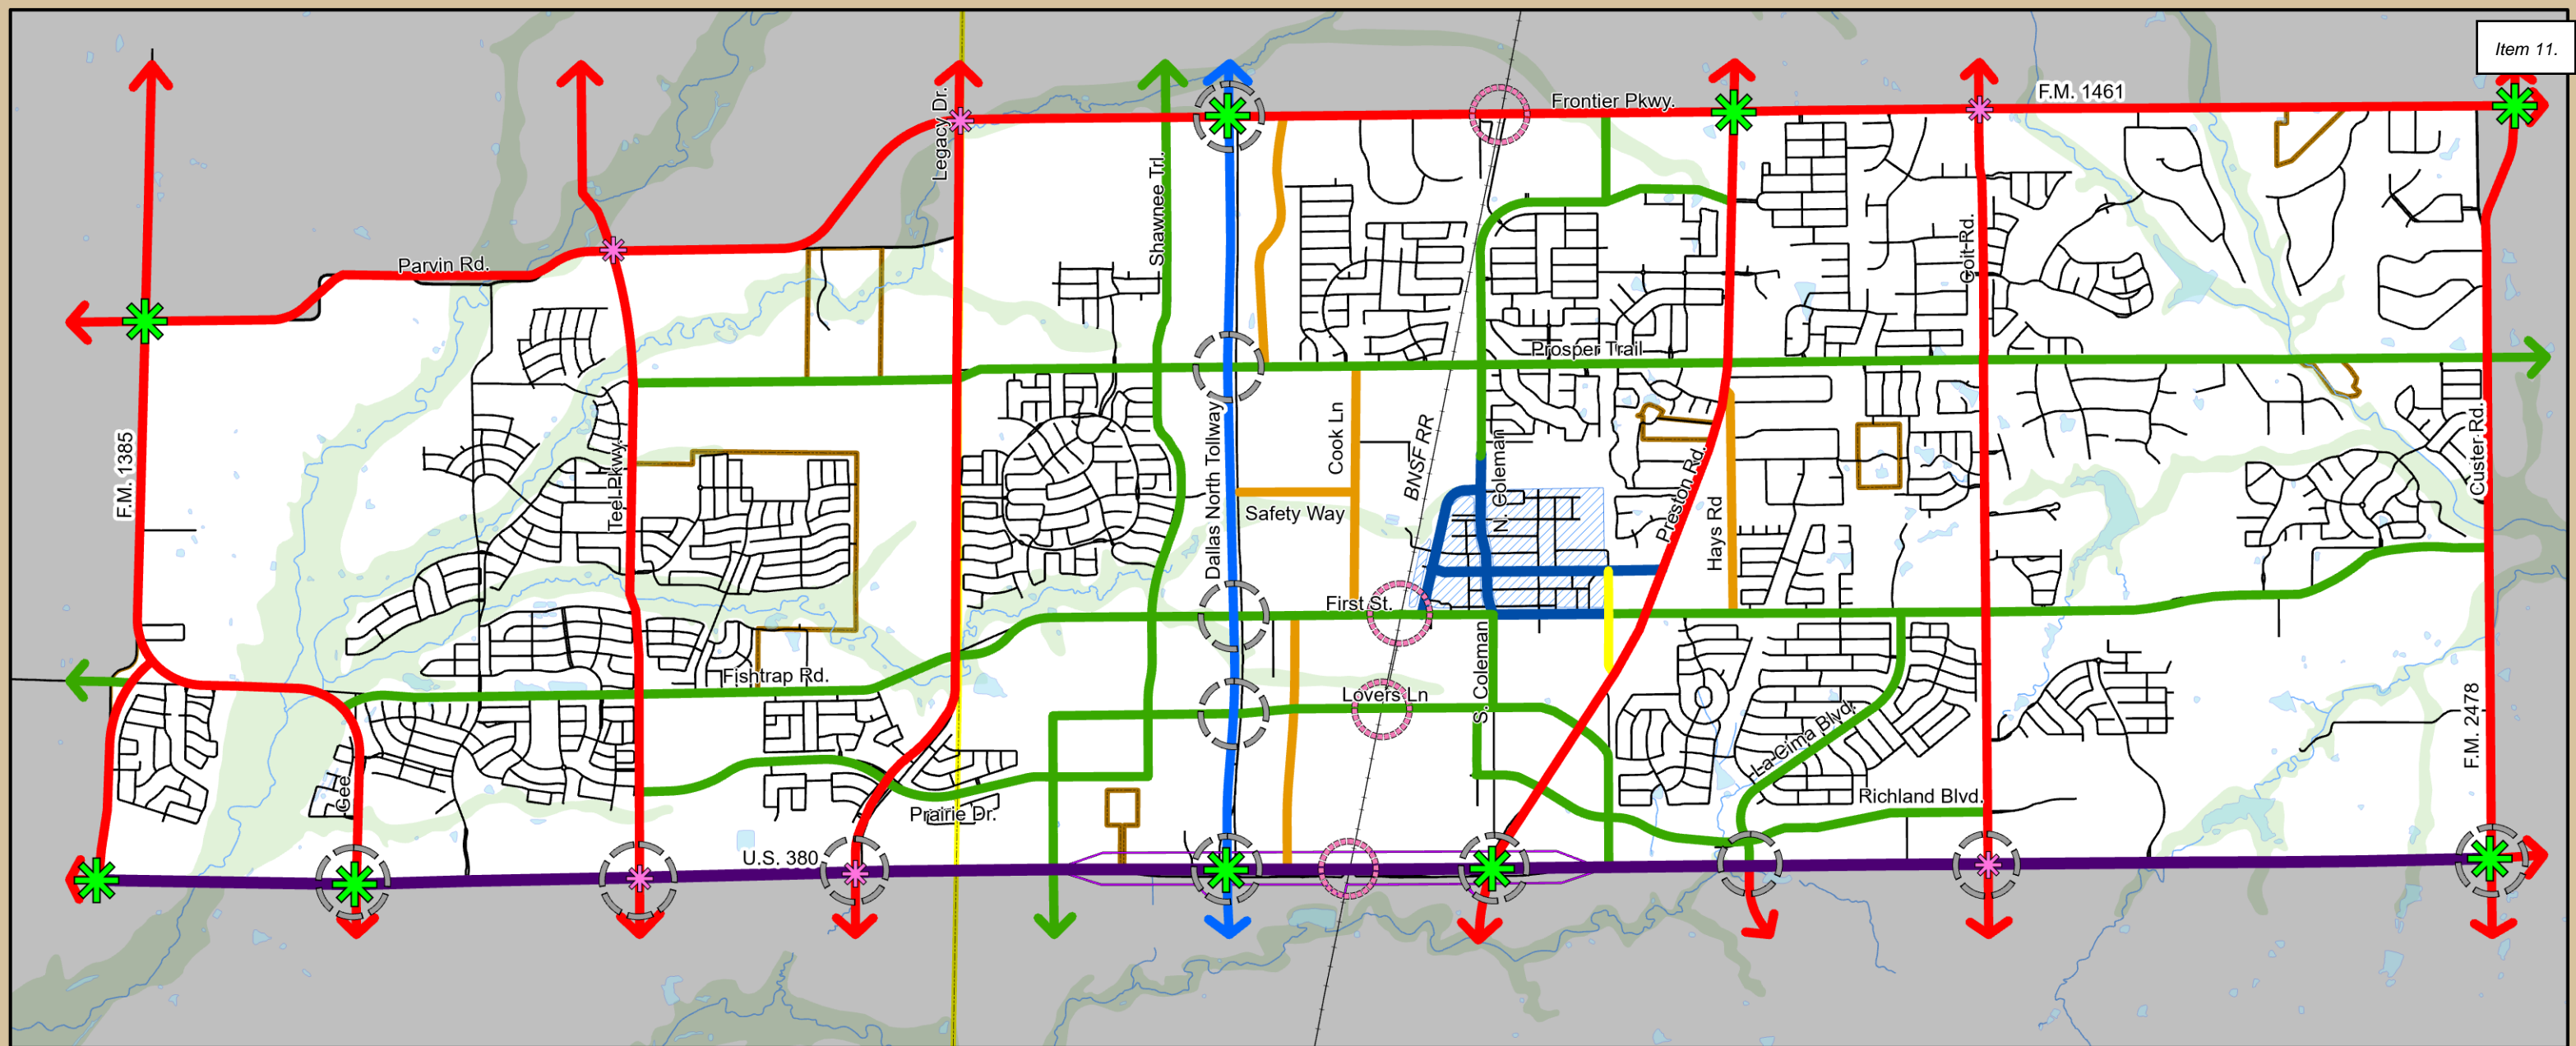 Item 11.
F.M. 1461
Frontier Pkwy.
Legacy Dr.
Shawnee Trl.
Parvin Rd.
Coit Rd.
Prosper Trail
F.M. 1385
Teel Pkwy.
Dallas North Tollway
Cook Ln
BNSF RR
N. Coleman
Preston Rd.
Hays Rd
Custer Rd.
Safety Way
First St.
Fishtrap Rd.
Lovers Ln
S. Coleman
La Cima Blvd.
F.M. 2478
Gee
Prairie Dr.
Richland Blvd.
U.S. 380